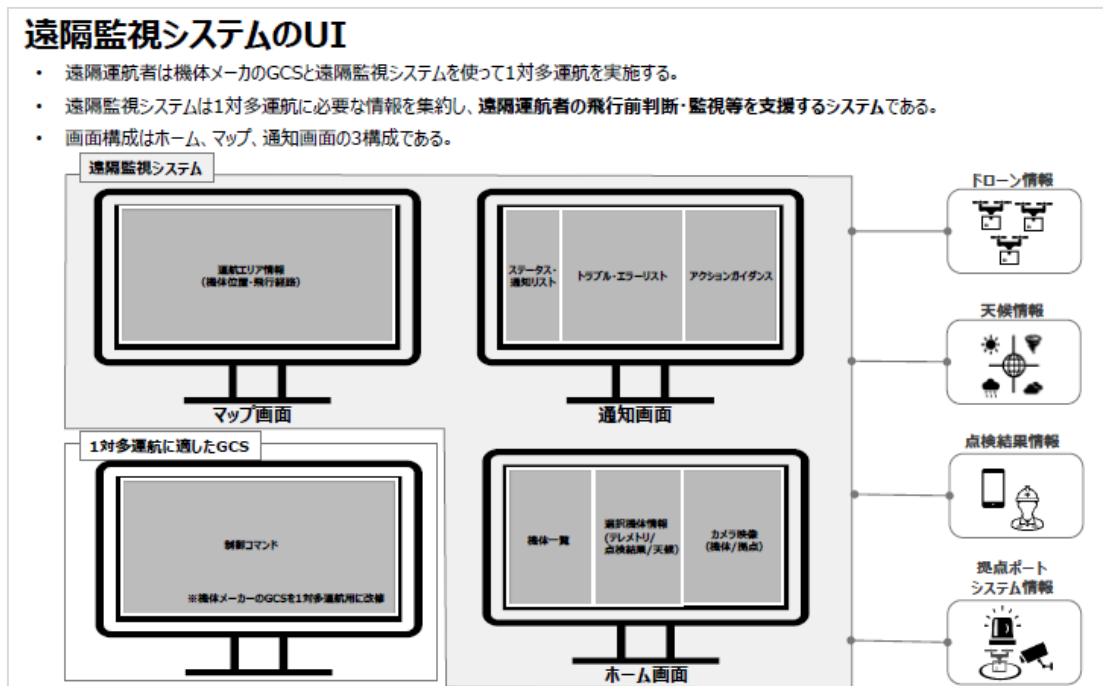 遠隔監視システムのUI
• 遠隔運航者は機体メーカのGCSと遠隔監視システムを使って1対多運航を実施する。
• 遠隔監視システムは1対多運航に必要な情報を集約し、遠隔運航者の飛行前判断・監視等を支援するシステムである。
• 画面構成はホーム、マップ、通知画面の3構成である。
遠隔監視システム
運航エリア情報
(機体位置・飛行経路)
マップ画面
ステータス・
通知リスト
トラブル・エラーリスト
アクションガイダンス
通知画面
1対多運航に適したGCS
制御コマンド
※機体メーカーのGCSを1対多運航用に改修
機体一覧
選択機体情報
(テレメトリ/
点検結果/天候)
カメラ映像
(機体/拠点)
ホーム画面
ドローン情報
天候情報
点検結果情報
拠点ポート
システム情報